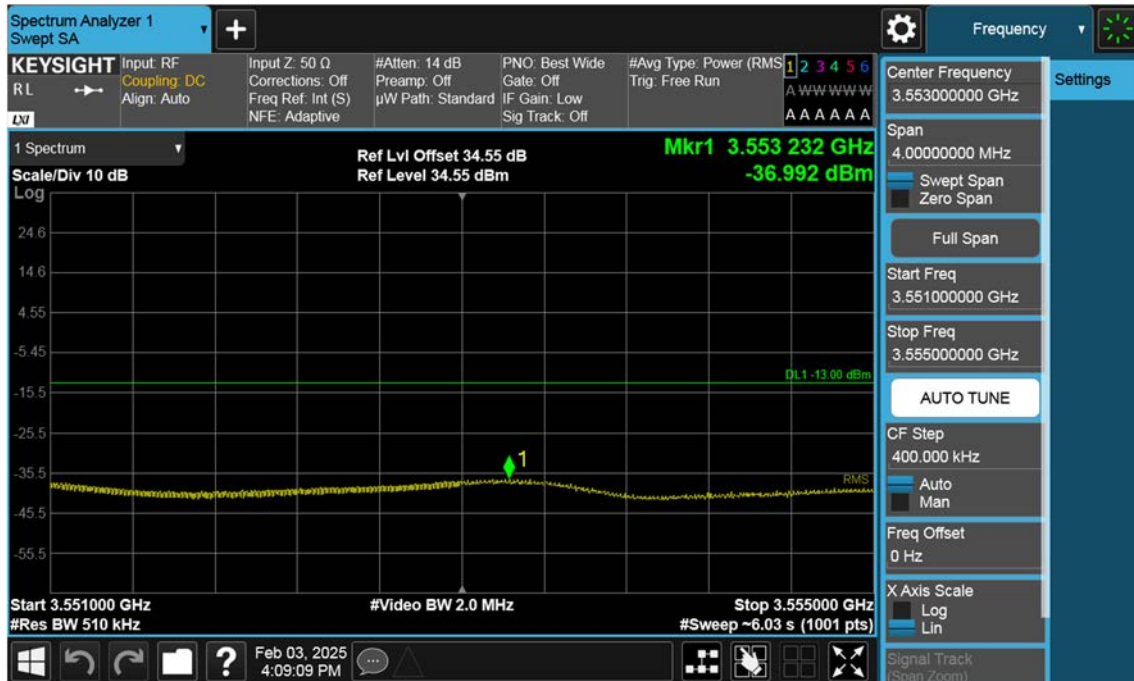 Spectrum Analyzer 1
Swept SA
+
Frequency
KEYSIGHT
RL
LXI
Input: RF
Coupling: DC
Align: Auto
Input Z: 50 Ω
Corrections: Off
Freq Ref: Int (S)
NFE: Adaptive
#Atten: 14 dB
Preamp: Off
µW Path: Standard
PNO: Best Wide
Gate: Off
IF Gain: Low
Sig Track: Off
#Avg Type: Power (RMS
Trig: Free Run
1 2 3 4 5 6
A W W W W W
A A A A A A
1 Spectrum
Scale/Div 10 dB
Ref Lvl Offset 34.55 dB
Ref Level 34.55 dBm
Mkr1 3.553 232 GHz
-36.992 dBm
Log
24.6
14.6
4.55
-5.45
DL1 -13.00 dBm
-15.5
-25.5
1
-35.5
RMS
-45.5
-55.5
Start 3.551000 GHz
#Res BW 510 kHz
#Video BW 2.0 MHz
Stop 3.555000 GHz
#Sweep ~6.03 s (1001 pts)
Center Frequency
3.553000000 GHz
Span
4.00000000 MHz
Swept Span
Zero Span
Full Span
Start Freq
3.551000000 GHz
Stop Freq
3.555000000 GHz
AUTO TUNE
CF Step
400.000 kHz
Auto
Man
Freq Offset
0 Hz
X Axis Scale
Log
Lin
Signal Track
(Span Zoom)
Settings
?
Feb 03, 2025
4:09:09 PM